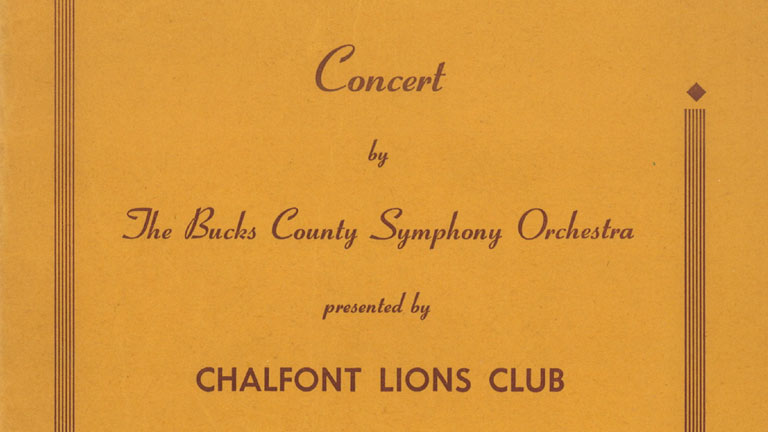 Concert
by
The Bucks County Symphony Orchestra
presented by
CHALFONT LIONS CLUB